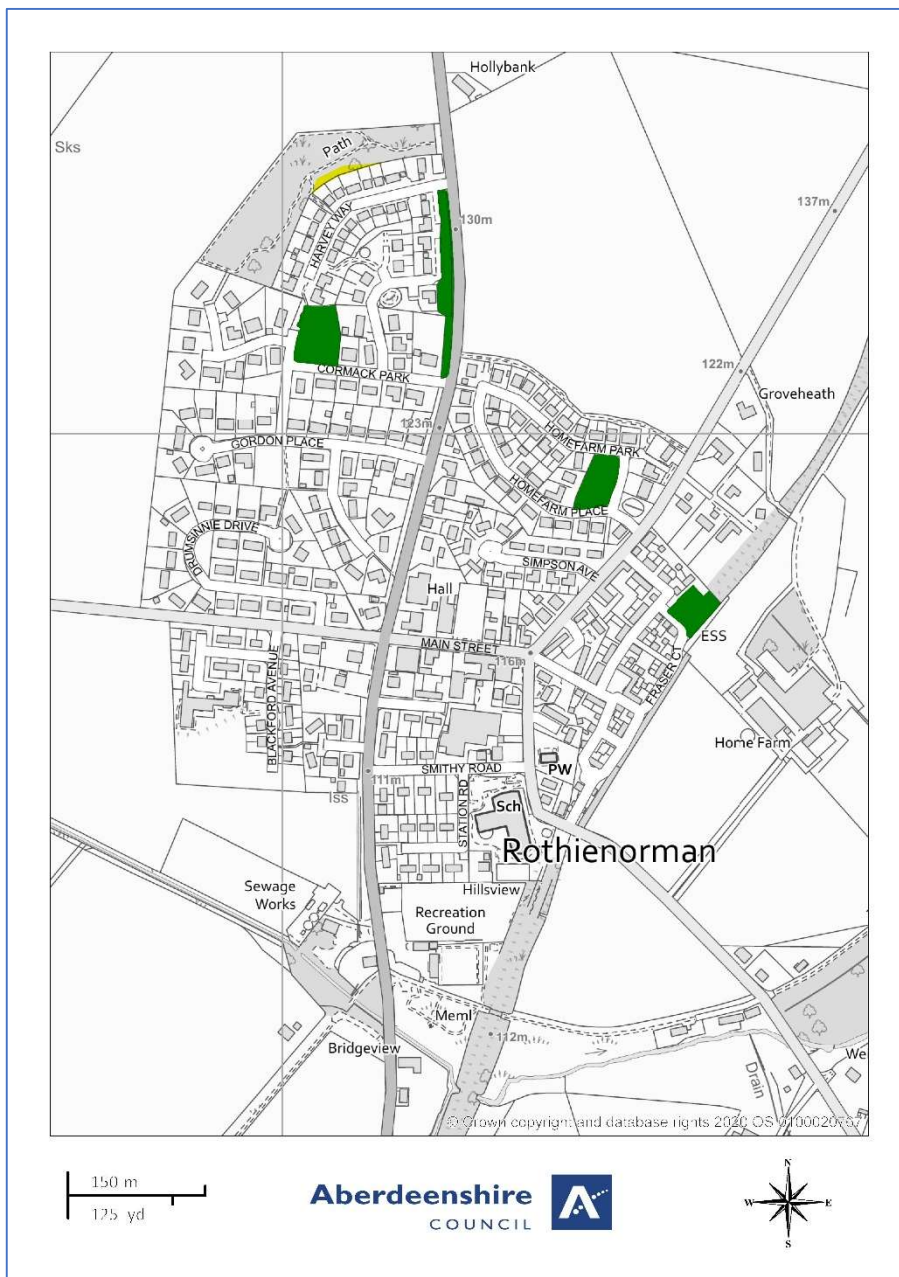 Hollybank
Sks
Path
137m
130m
HARVEY WAY
122m
Groveheath
CORMACK PARK
123m
GORDON PLACE
HOMEFARM PARK
HOMEFARM PLACE
DRUMSINNIE DRIVE
SIMPSON AVE
Hall
ESS
MAIN STREET
116m
FRASER CT
BLACKFORD AVENUE
Home Farm
PW
SMITHY ROAD
111m
ISS
STATION RD
Sch
Rothienorman
Hillsview
Sewage
Works
Recreation
Ground
Meml
112m
Bridgeview
We
Drain
© Crown copyright and database rights 2020 OS 0100020767
150 m
125 yd
Aberdeenshire
COUNCIL
N
W E
S